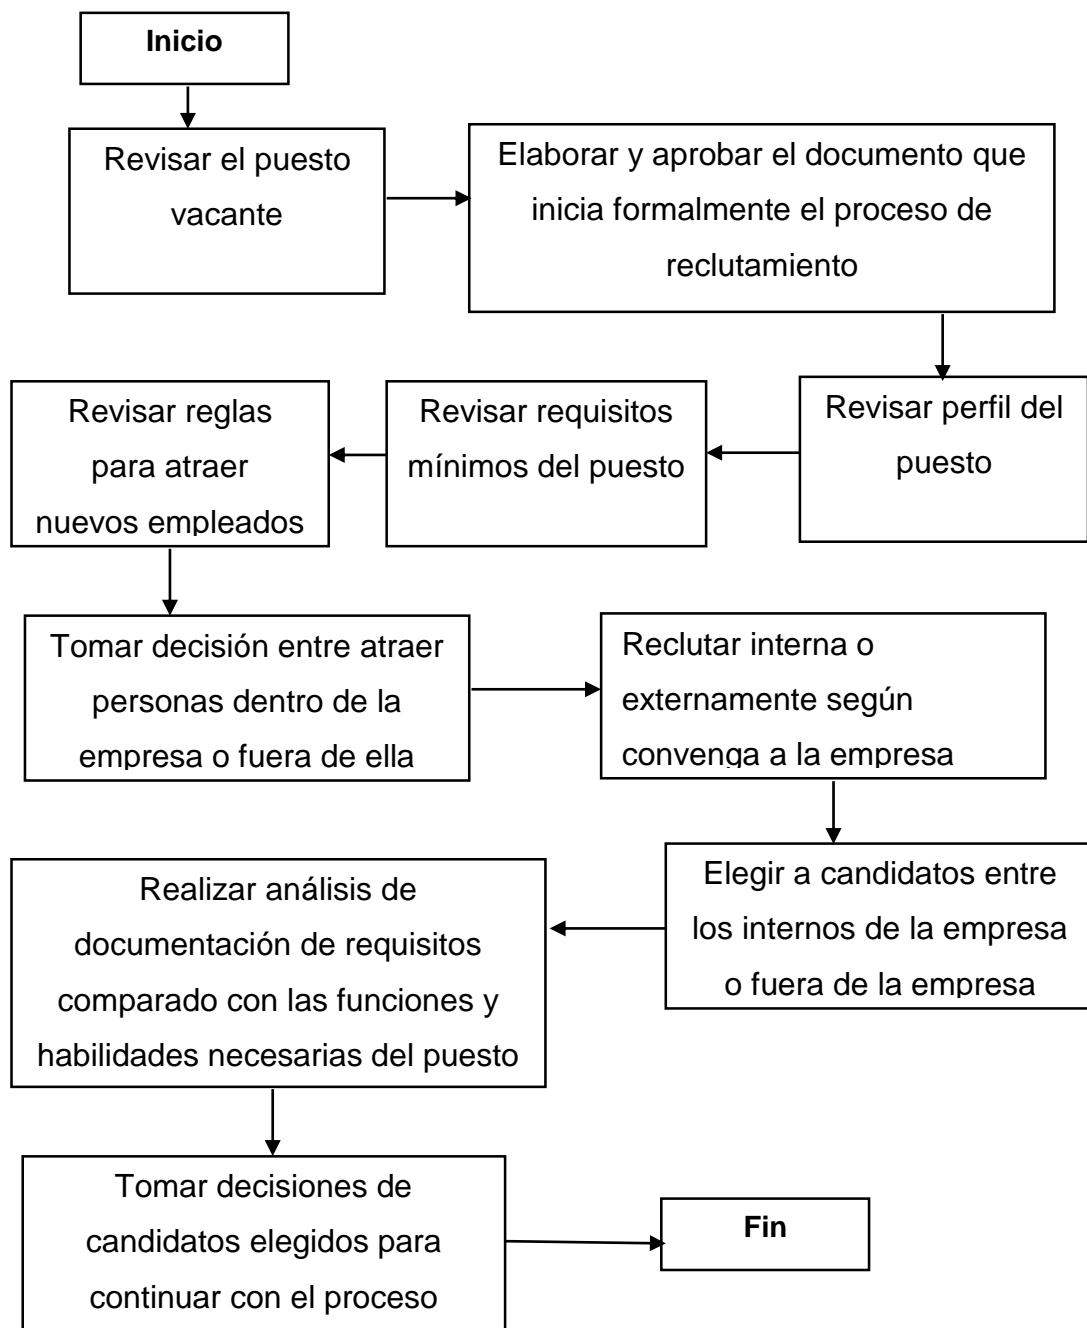 Inicio
Revisar el puesto
vacante
Elaborar y aprobar el documento que
inicia formalmente el proceso de
reclutamiento
Revisar perfil del
puesto
Revisar requisitos
mínimos del puesto
Revisar reglas
para atraer
nuevos empleados
Tomar decisión entre atraer
personas dentro de la
empresa o fuera de ella
Reclutar interna o
externamente según
convenga a la empresa
Elegir a candidatos entre
los internos de la empresa
o fuera de la empresa
Realizar análisis de
documentación de requisitos
comparado con las funciones y
habilidades necesarias del puesto
Tomar decisiones de
candidatos elegidos para
continuar con el proceso
Fin